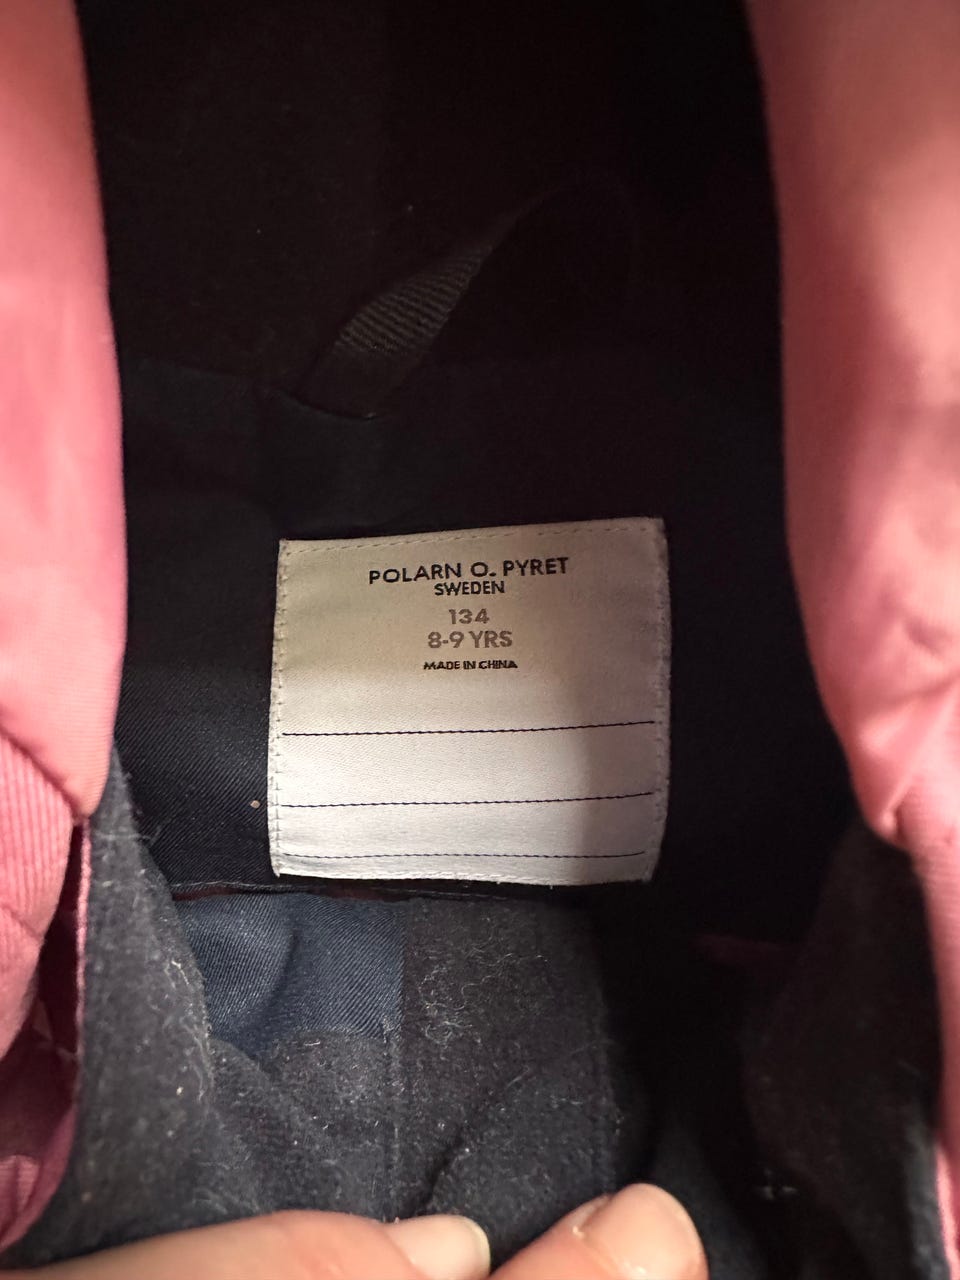 POLARN O. PYRET
SWEDEN
134
8-9 YRS
MADE IN CHINA